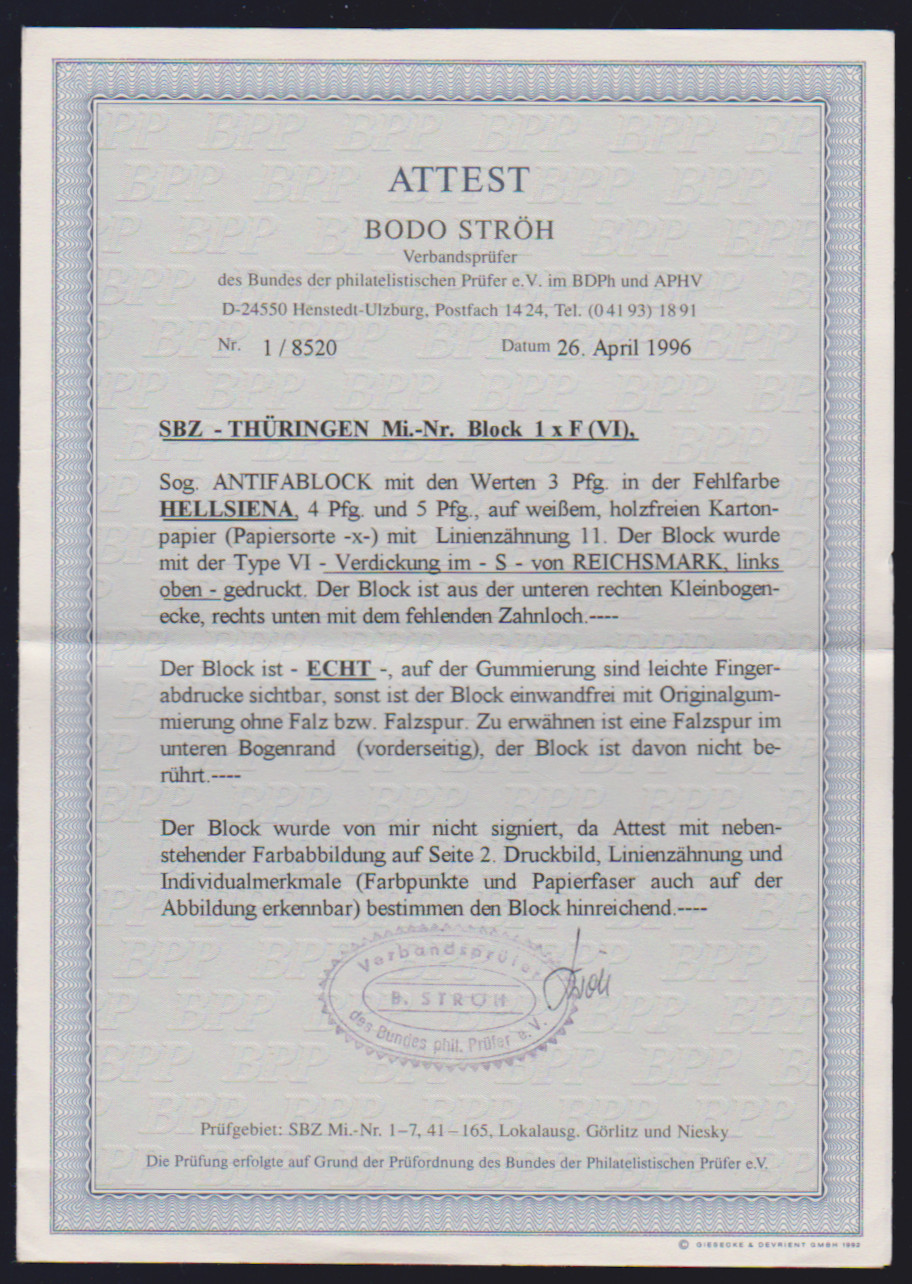 ATTEST
BODO STRÖH
Verbandsprüfer
des Bundes der philatelistischen Prüfer e.V. im BDPh und APHV
D-24550 Henstedt-Ulzburg, Postfach 14 24, Tel. (0 41 93) 18 91
Nr. 1 / 8520 Datum 26. April 1996
SBZ - THÜRINGEN Mi.-Nr. Block 1 x F (VI),
Sog. ANTIFABLOCK mit den Werten 3 Pfg. in der Fehlfarbe
HELLSIENA, 4 Pfg. und 5 Pfg., auf weißem, holzfreien Karton-
papier (Papiersorte -x-) mit Linienzähnung 11. Der Block wurde
mit der Type VI - Verdickung im - S - von REICHSMARK, links
oben - gedruckt. Der Block ist aus der unteren rechten Kleinbogen-
ecke, rechts unten mit dem fehlenden Zahnloch.----
Der Block ist - ECHT -, auf der Gummierung sind leichte Finger-
abdrucke sichtbar, sonst ist der Block einwandfrei mit Originalgum-
mierung ohne Falz bzw. Falzspur. Zu erwähnen ist eine Falzspur im
unteren Bogenrand (vorderseitig), der Block ist davon nicht be-
rührt.----
Der Block wurde von mir nicht signiert, da Attest mit neben-
stehender Farbabbildung auf Seite 2. Druckbild, Linienzähnung und
Individualmerkmale (Farbpunkte und Papierfaser auch auf der
Abbildung erkennbar) bestimmen den Block hinreichend.----
Verbandsprüfer
B. STRÖH
des Bundes phil. Prüfer e.V.
Ströh
Prüfgebiet: SBZ Mi.-Nr. 1–7, 41–165, Lokalausg. Görlitz und Niesky
Die Prüfung erfolgte auf Grund der Prüfordnung des Bundes der Philatelistischen Prüfer e.V.
© GIESECKE & DEVRIENT GMBH 1992